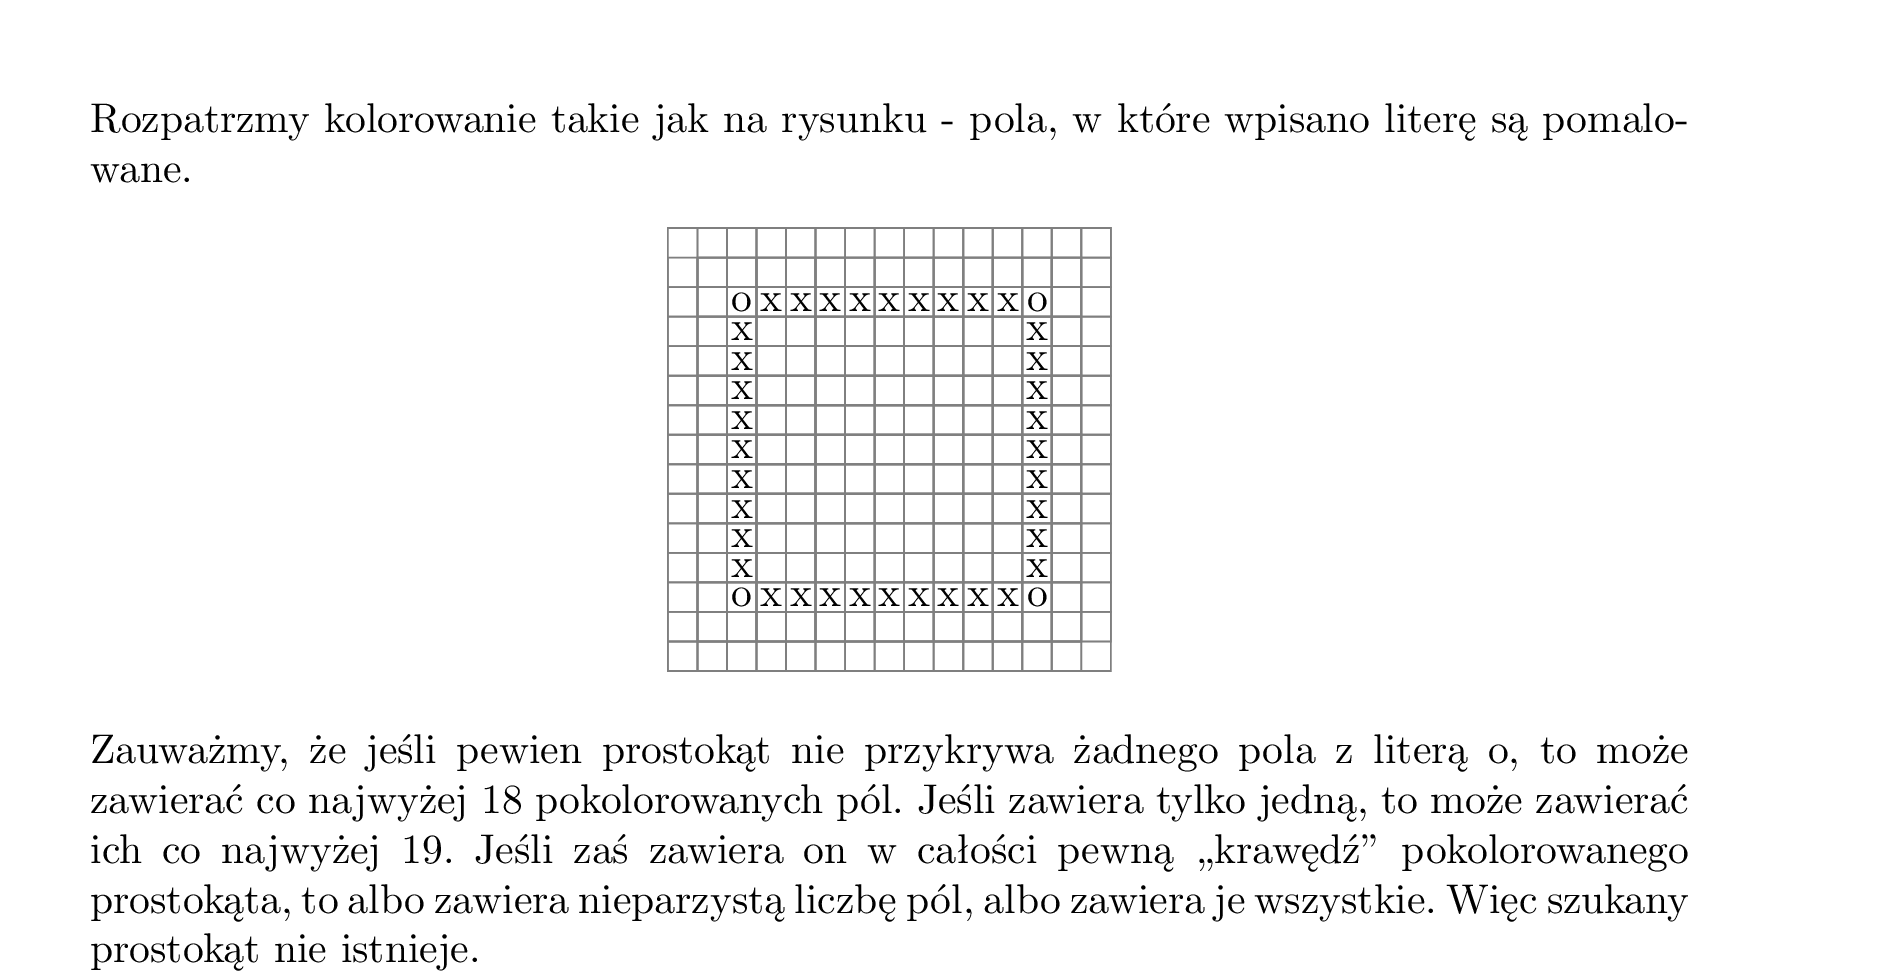 Rozpatrzmy kolorowanie takie jak na rysunku - pola, w które wpisano literę są pomalo-
wane.
o x x x x x x x x x o
x x
x x
x x
x x
x x
x x
x x
x x
x x
o x x x x x x x x x o
Zauważmy, że jeśli pewien prostokąt nie przykrywa żadnego pola z literą o, to może
zawierać co najwyżej 18 pokolorowanych pól. Jeśli zawiera tylko jedną, to może zawierać
ich co najwyżej 19. Jeśli zaś zawiera on w całości pewną „krawędź” pokolorowanego
prostokąta, to albo zawiera nieparzystą liczbę pól, albo zawiera je wszystkie. Więc szukany
prostokąt nie istnieje.